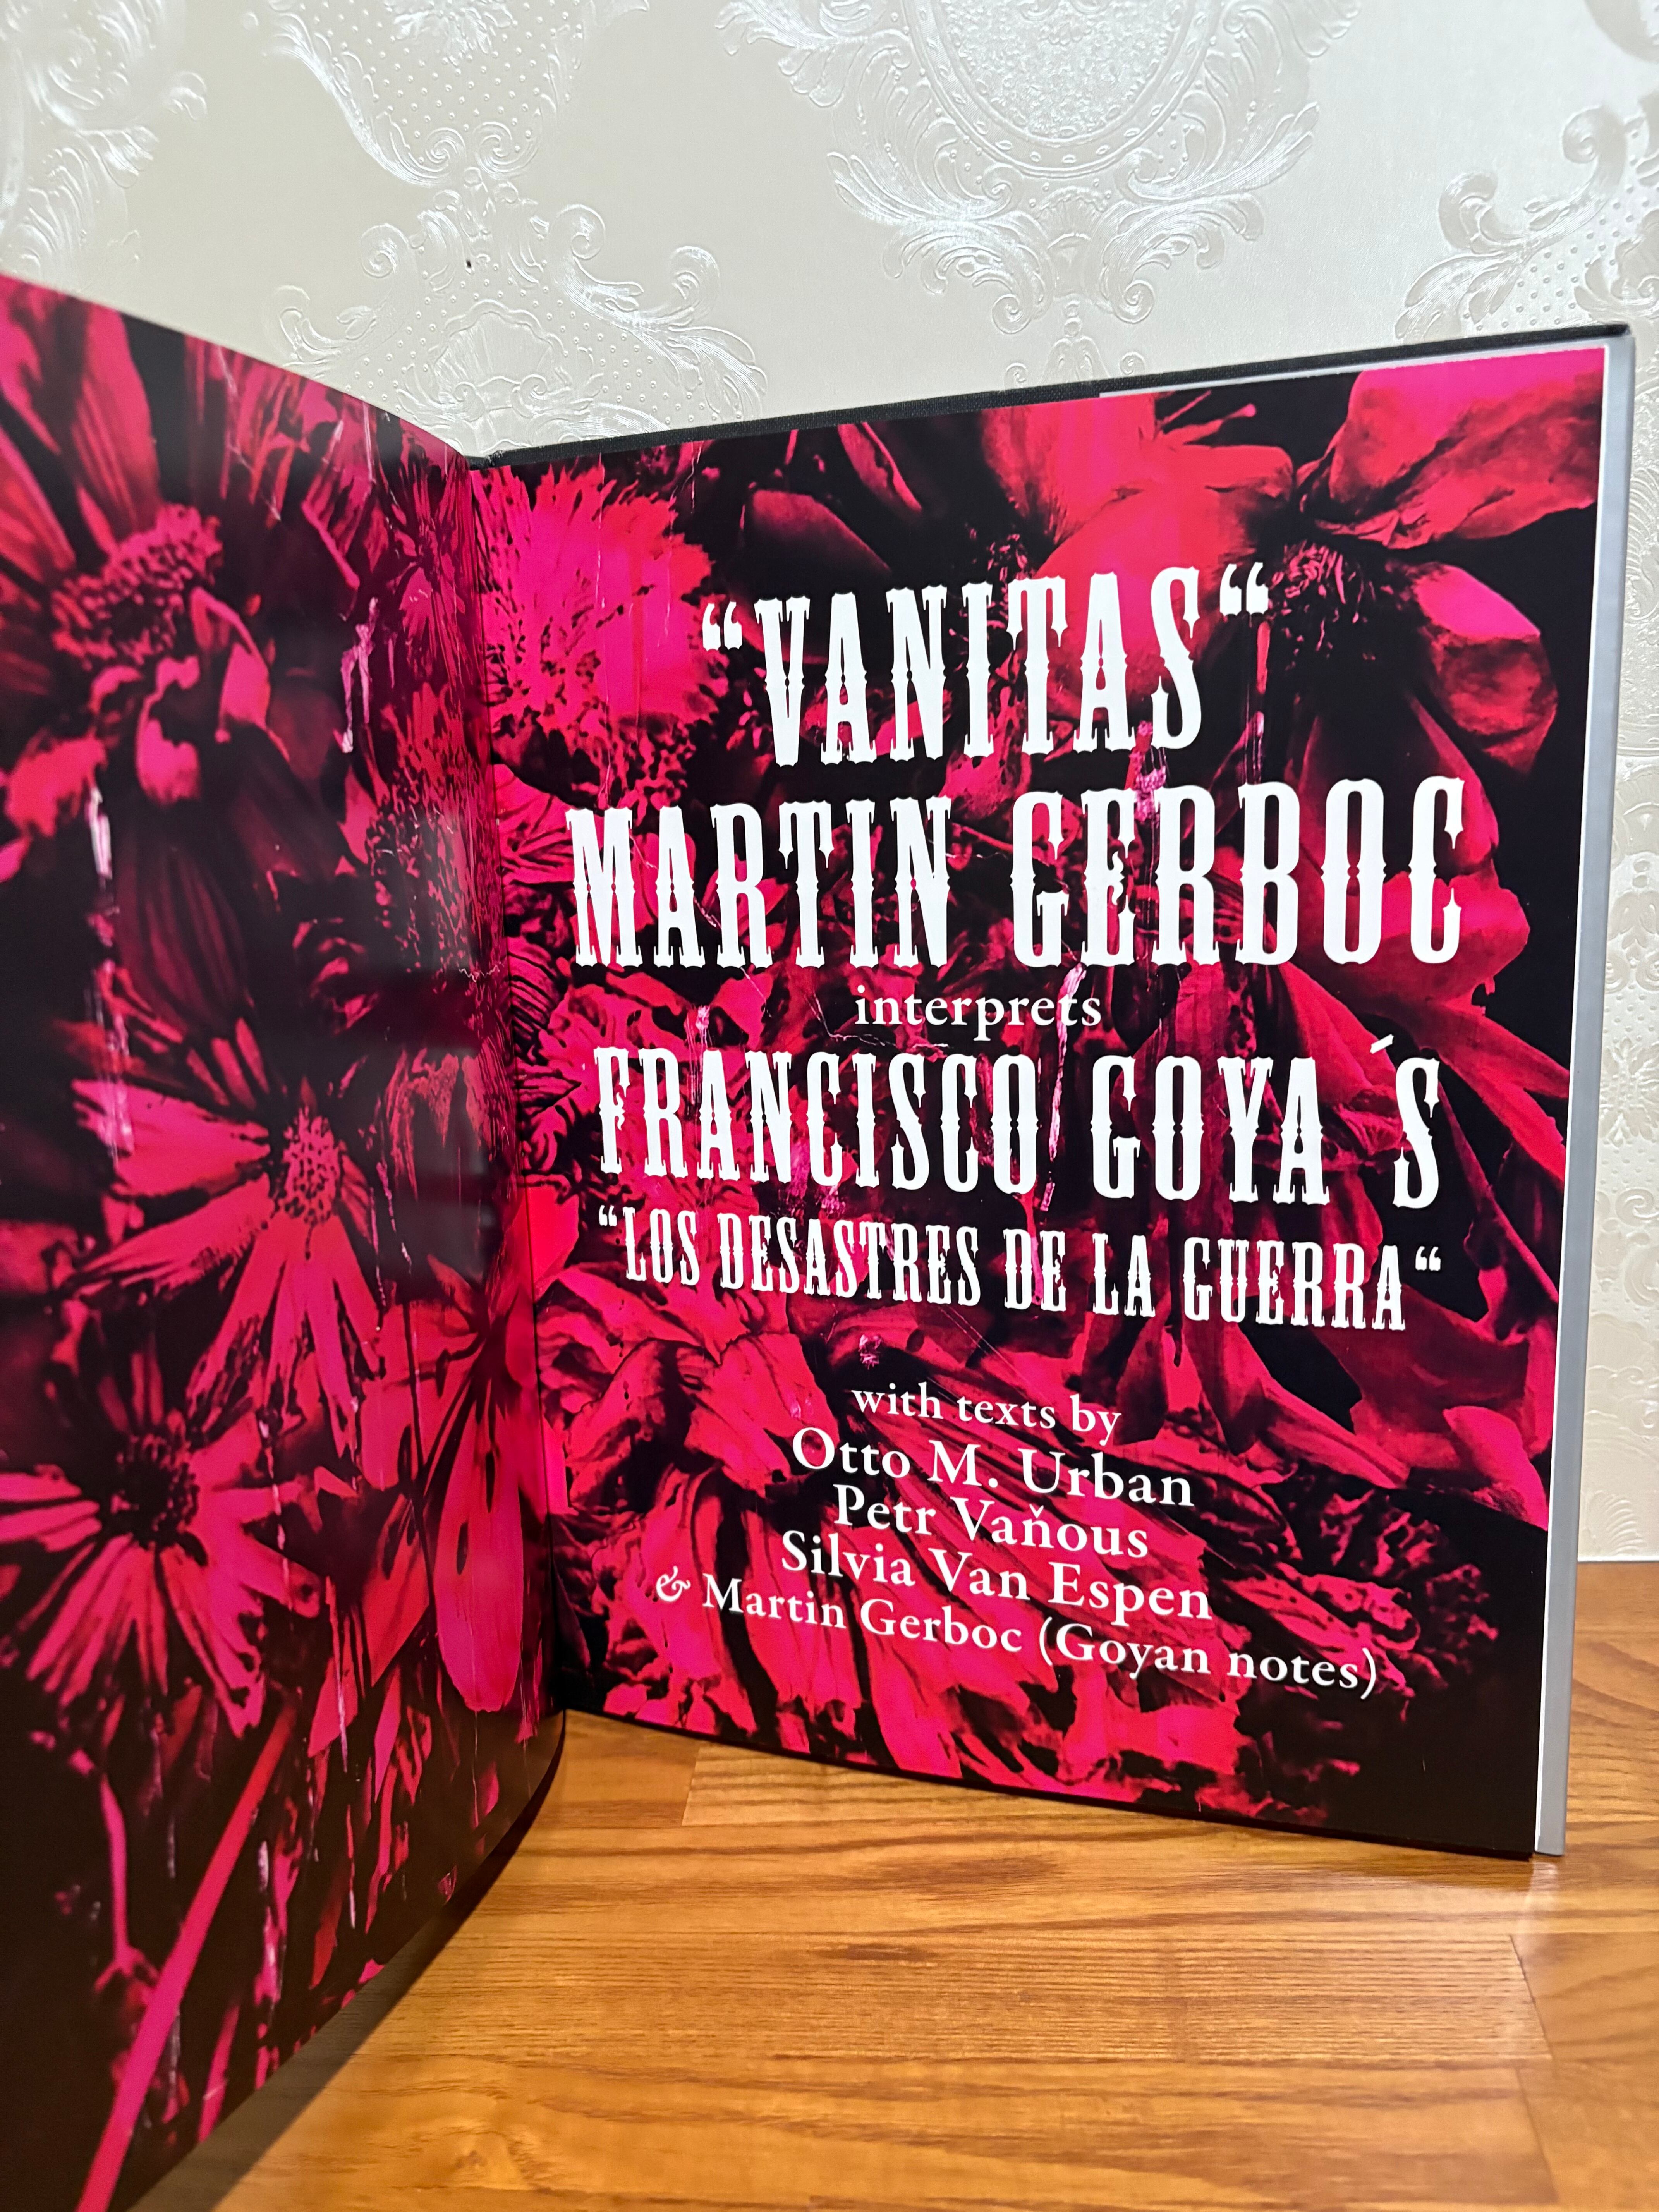 “VANITAS“
MARTIN GERBOC
interprets
FRANCISCO GOYA´S
“LOS DESASTRES DE LA GUERRA“
with texts by
Otto M. Urban
Petr Vaňous
Silvia Van Espen
& Martin Gerboc (Goyan notes)